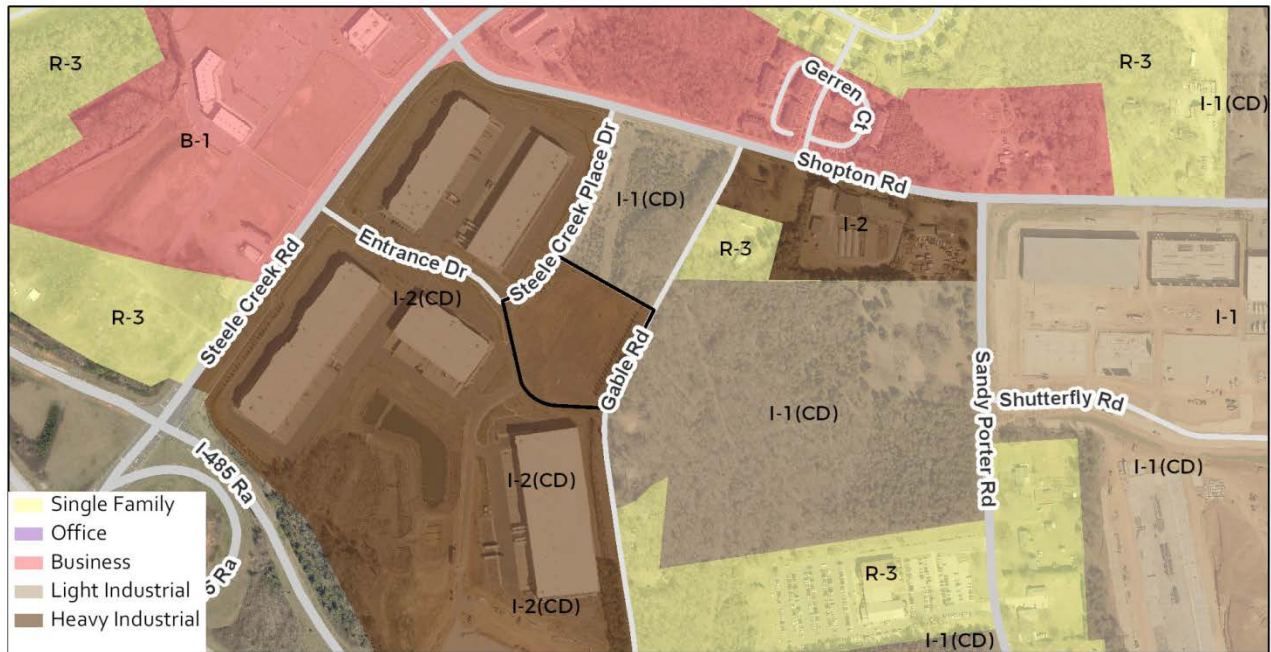 R-3
R-3
I-1(CD)
B-1
Gerren Ct
Shopton Rd
Steele Creek Place Dr
I-1(CD)
I-2
R-3
Entrance Dr
I-2(CD)
Steele Creek Rd
R-3
I-1
Gable Rd
Sandy Porter Rd
Shutterfly Rd
I-1(CD)
I-1(CD)
I-485 Ra
I-2(CD)
R-3
I-2(CD)
I-1(CD)
5 Ra
Single Family
Office
Business
Light Industrial
Heavy Industrial